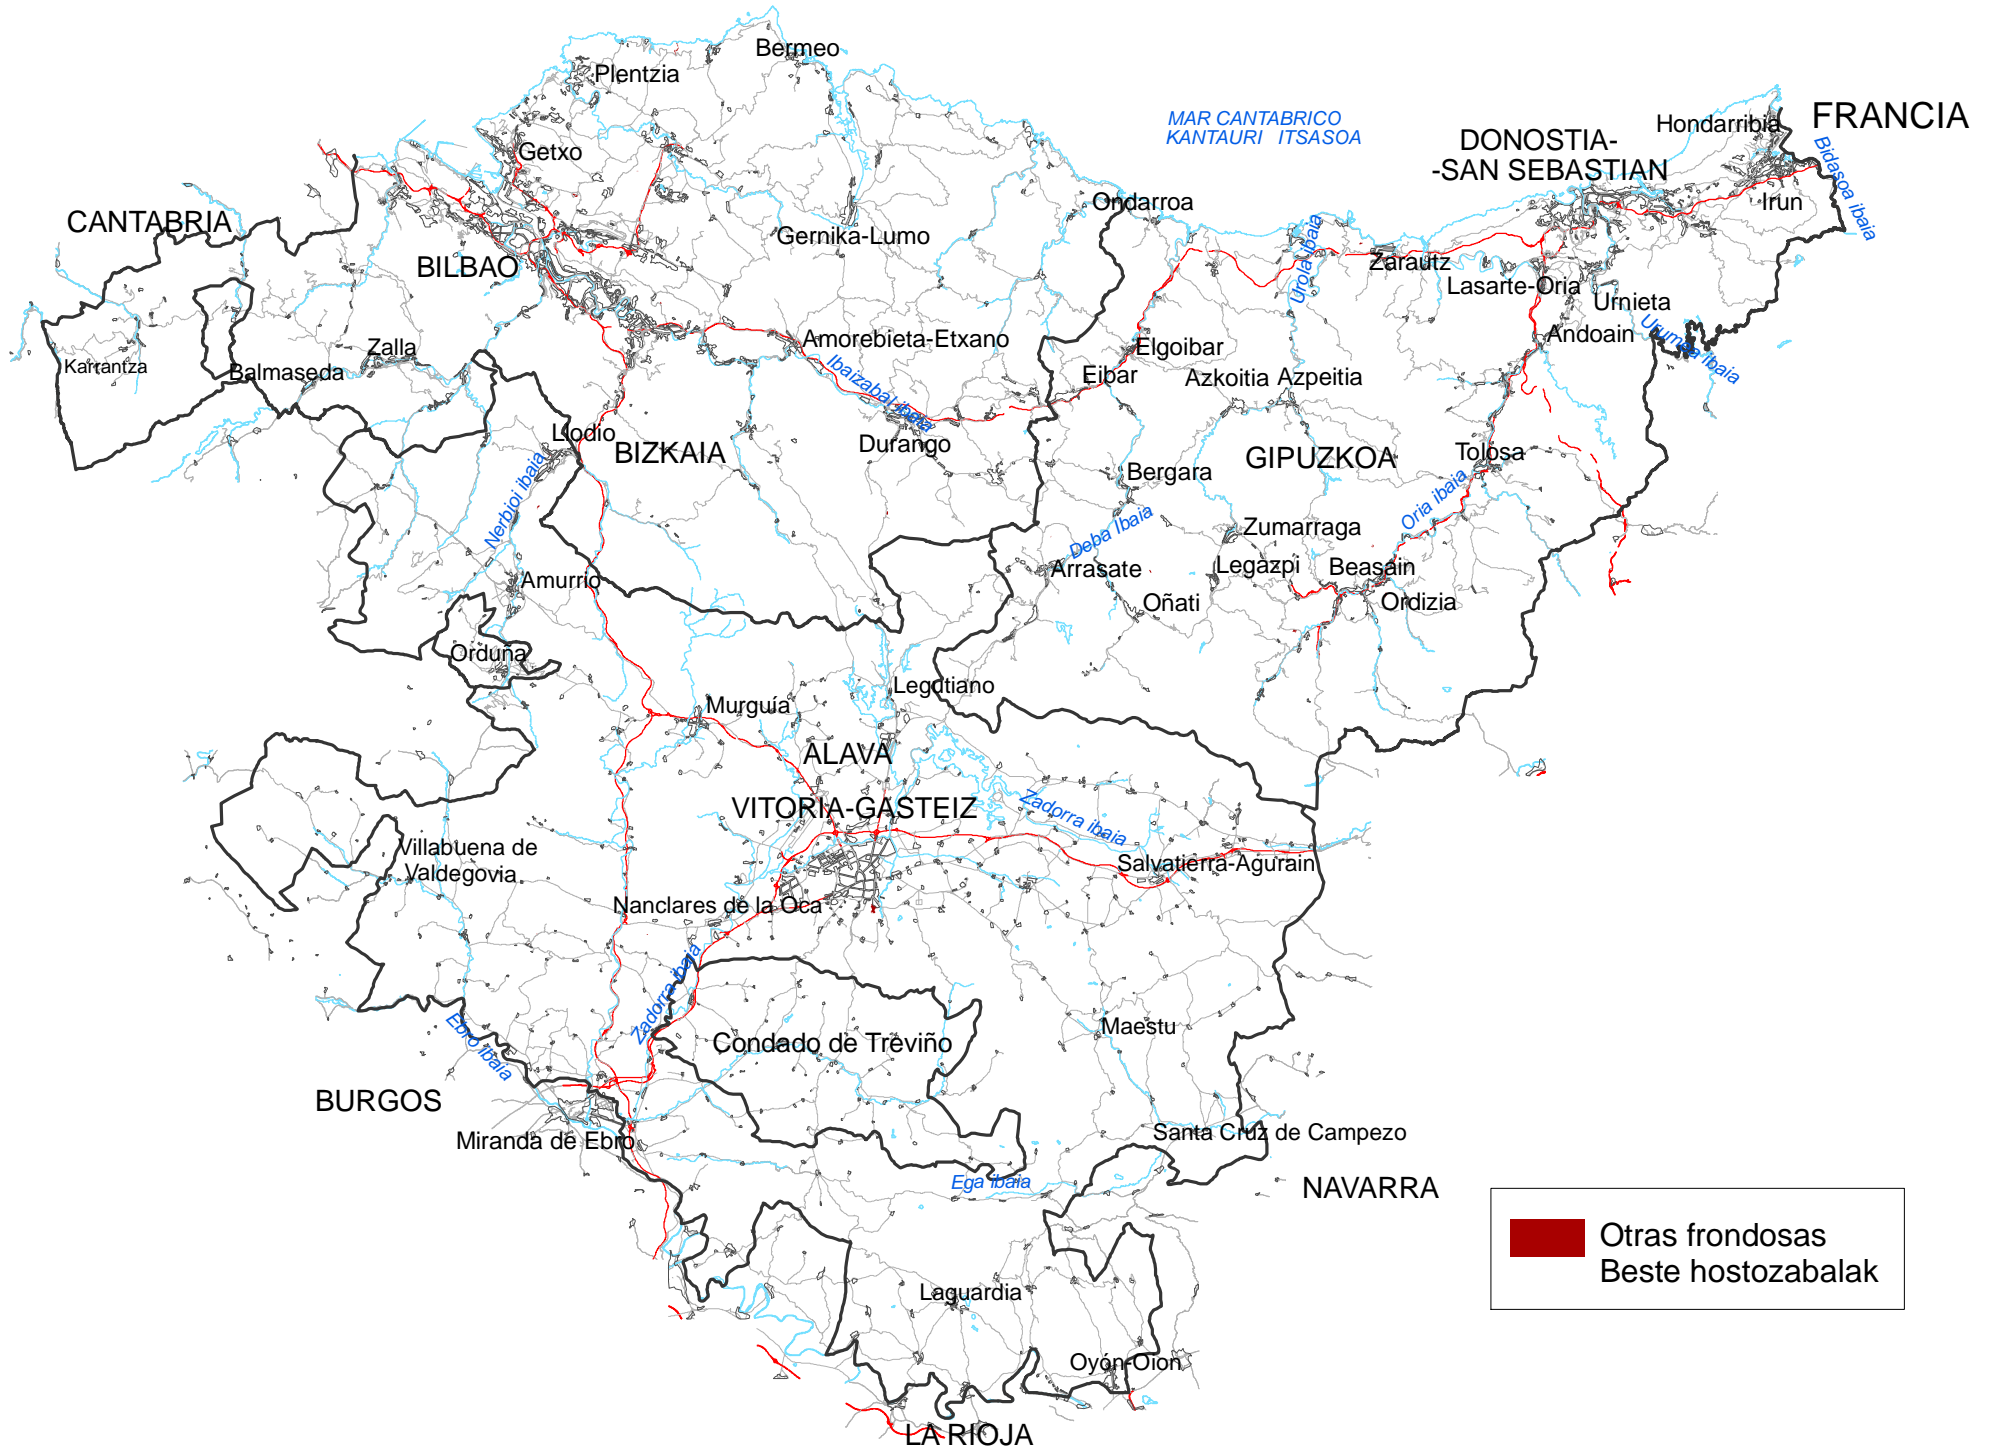 Bermeo
Plentzia
MAR CANTABRICO
KANTAURI ITSASOA
FRANCIA
Hondarribia
DONOSTIA-
-SAN SEBASTIAN
Bidasoa ibaia
Getxo
Irun
Ondarroa
CANTABRIA
Gernika-Lumo
Urola ibaia
BILBAO
Zarautz
Lasarte-Oria
Urnieta
Andoain
Urumea ibaia
Amorebieta-Etxano
Elgoibar
Zalla
Karrantza
Balmaseda
Ibaizabal ibaia
Eibar
Azkoitia
Azpeitia
Llodio
BIZKAIA
Durango
GIPUZKOA
Tolosa
Bergara
Nerbioi ibaia
Oria ibaia
Deba Ibaia
Zumarraga
Arrasate
Legazpi
Beasain
Amurrio
Oñati
Ordizia
Orduña
Legutiano
Murguía
ALAVA
VITORIA-GASTEIZ
Zadorra ibaia
Villabuena de
Valdegovia
Salvatierra-Agurain
Nanclares de la Oca
Zadorra ibaia
Ebro ibaia
Condado de Treviño
Maestu
BURGOS
Miranda de Ebro
Santa Cruz de Campezo
Ega ibaia
NAVARRA
Otras frondosas
Beste hostozabalak
Laguardia
Oyón-Oion
LA RIOJA